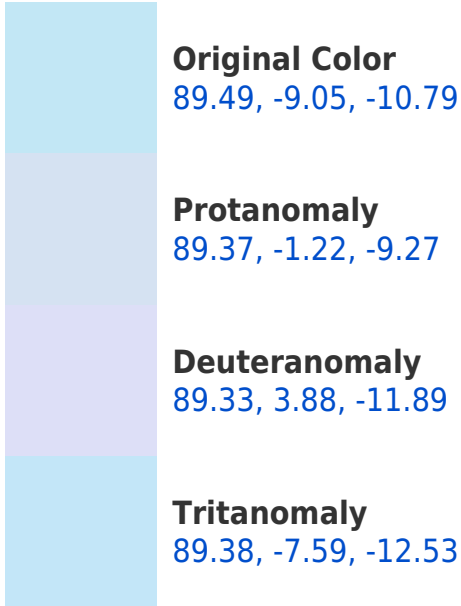 Original Color
89.49, -9.05, -10.79
Protanomaly
89.37, -1.22, -9.27
Deuteranomaly
89.33, 3.88, -11.89
Tritanomaly
89.38, -7.59, -12.53